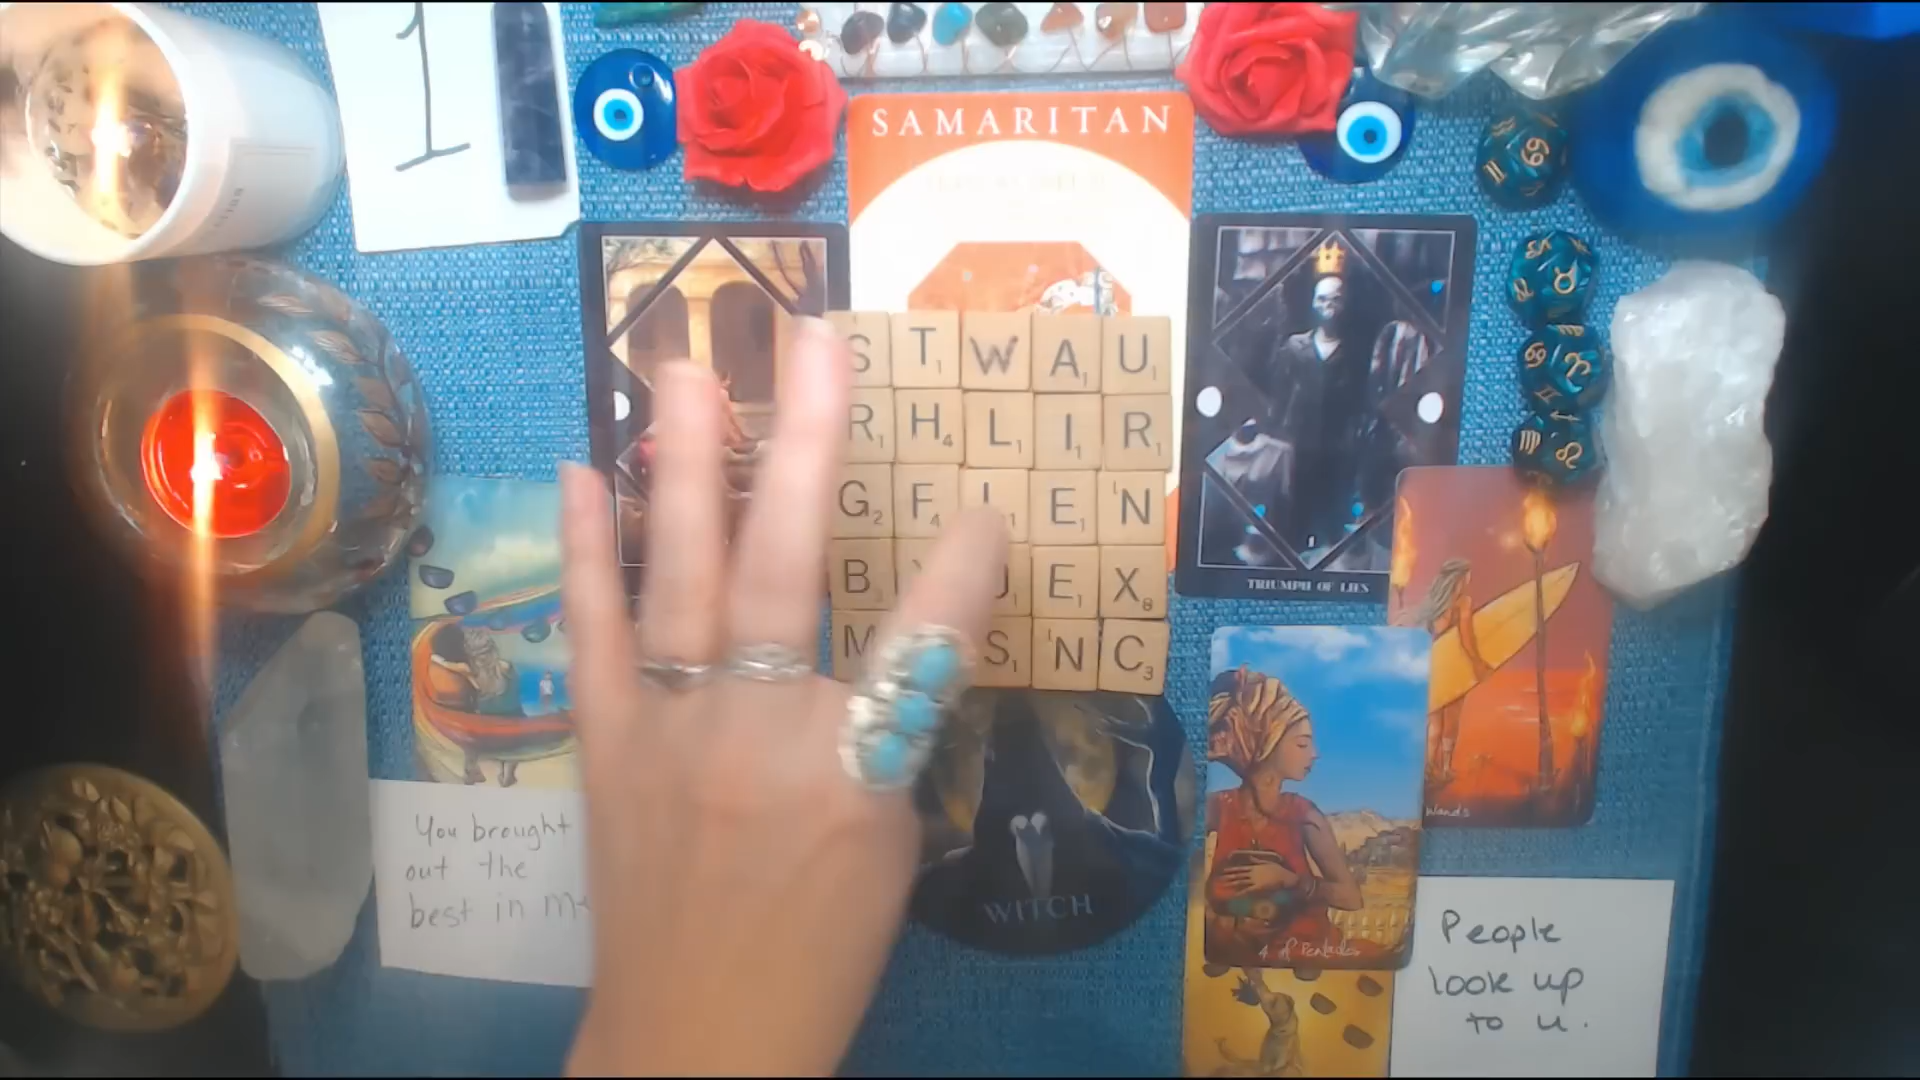 1
SAMARITAN
S T W A U
R H L I R
G F I E N
B E X
M S N C
TRIUMPH OF LIES
Wands
You brought
out the
best in
WITCH
4 of Pentacles
People
look up
to u.